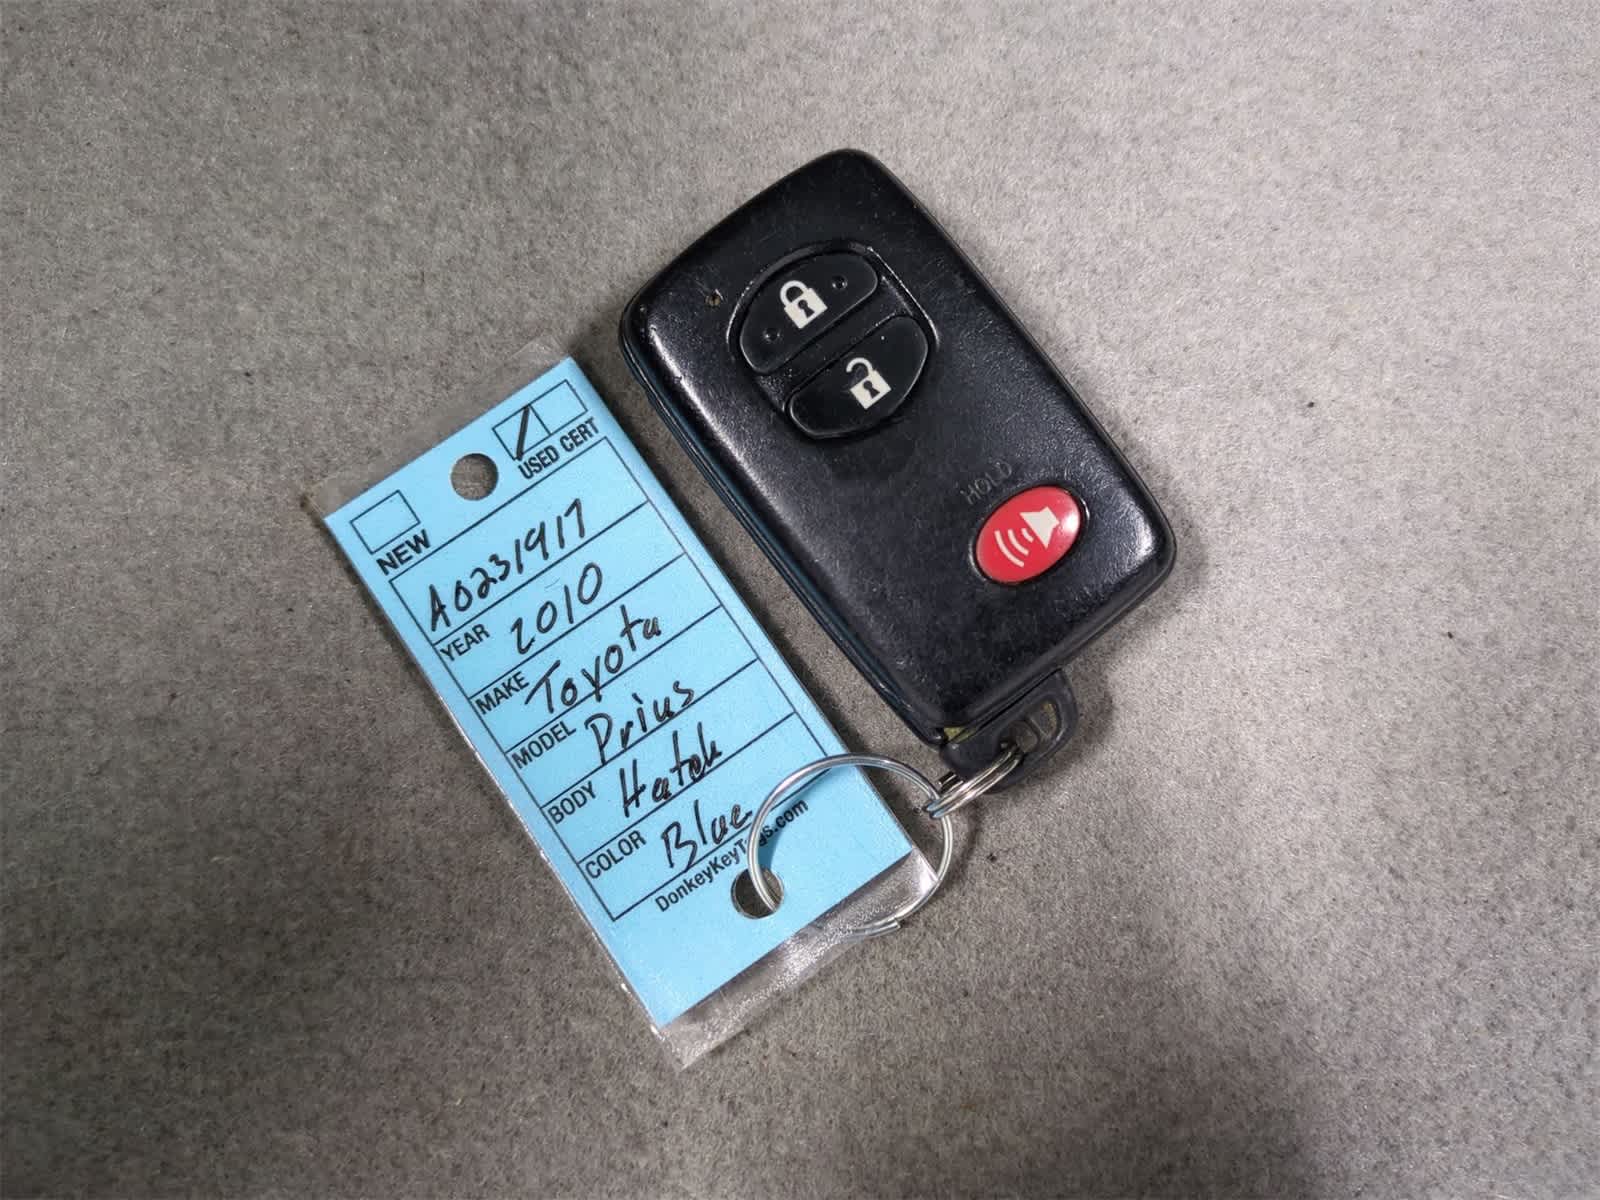 NEW
USED CERT
A0231917
YEAR 2010
MAKE Toyota
MODEL Prius
BODY Hatch
COLOR Blue
DonkeyKeyTags.com
HOLD